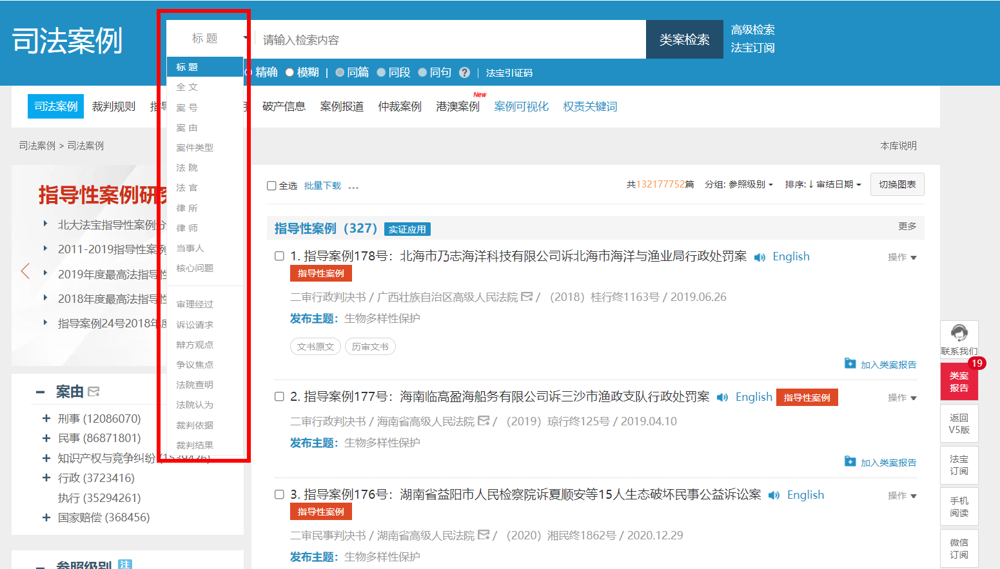 司法案例
标 题
请输入检索内容
类案检索
高级检索
法宝订阅
标 题
精确 模糊 | 同篇 同段 同句 ? | 法宝引证码
全 文
案 号
案 由
案件类型
法 院
法 官
律 所
律 师
当事人
核心问题
审理经过
诉讼请求
辩方观点
争议焦点
法院查明
法院认为
裁判依据
裁判结果
司法案例 裁判规则 指导 破产信息 案例报道 仲裁案例 港澳案例 New 案例可视化 权责关键词
司法案例 > 司法案例
本库说明
指导性案例研究
北大法宝指导性案例分
2011-2019指导性案例
2019年度最高法指导性
2018年度最高法指导性
指导案例24号2018年度
案由
刑事 (12086070)
民事 (86871801)
知识产权与竞争纠纷
行政 (3723416)
执行 (35294261)
国家赔偿 (368456)
参照级别 注
全选 批量下载 ...
共132177752篇 分组: 参照级别 排序:↓审结日期 切换图表
指导性案例（327） 实证应用
更多
1. 指导案例178号：北海市乃志海洋科技有限公司诉北海市海洋与渔业局行政处罚案 English
操作
指导性案例
二审行政判决书 / 广西壮族自治区高级人民法院 / （2018）桂行终1163号 / 2019.06.26
发布主题：生物多样性保护
文书原文 历审文书
加入类案报告
2. 指导案例177号：海南临高盈海船务有限公司诉三沙市渔政支队行政处罚案 English 指导性案例
操作
二审行政判决书 / 海南省高级人民法院 / （2019）琼行终125号 / 2019.04.10
发布主题：生物多样性保护
加入类案报告
3. 指导案例176号：湖南省益阳市人民检察院诉夏顺安等15人生态破坏民事公益诉讼案 English
操作
指导性案例
二审民事判决书 / 湖南省高级人民法院 / （2020）湘民终1862号 / 2020.12.29
发布主题：生物多样性保护
联系我们
19
类案
报告
返回
V5版
法宝
订阅
手机
阅读
微信
订阅